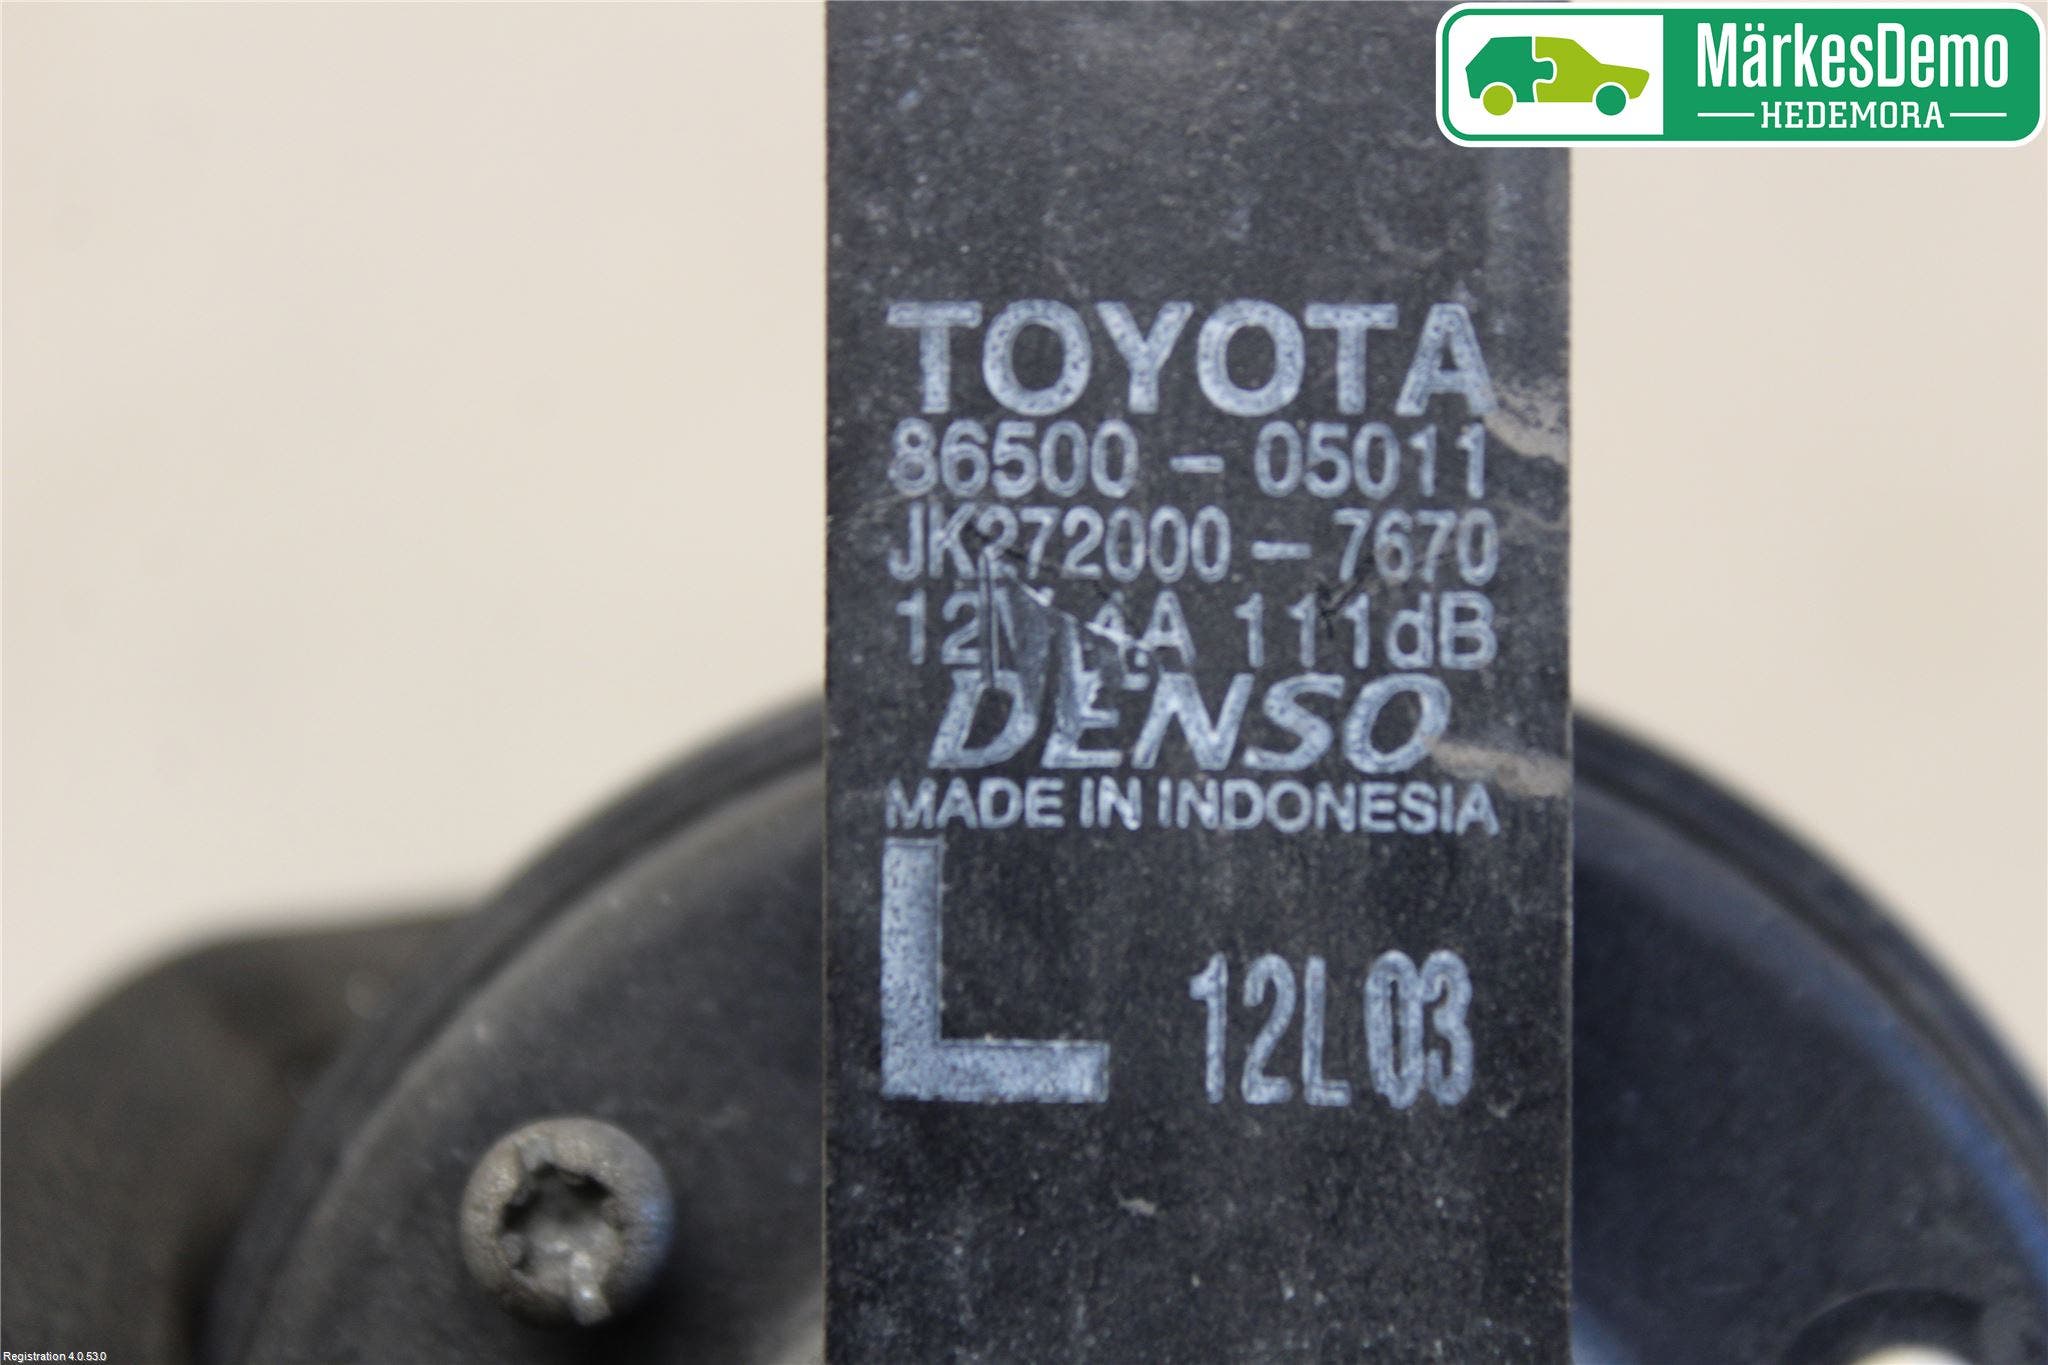 MärkesDemo
HEDEMORA
TOYOTA
86500-05011
JK272000-7670
111dB
DENSO
MADE IN INDONESIA
L
12L03
Registration 4.0.53.0